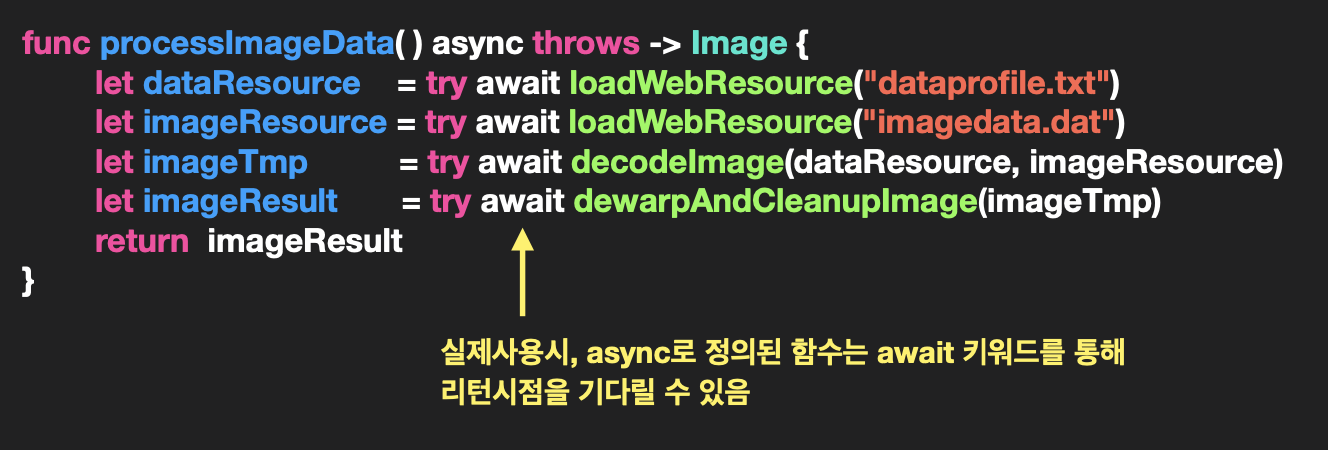 func processImageData( ) async throws -> Image {
let dataResource = try await loadWebResource("dataprofile.txt")
let imageResource = try await loadWebResource("imagedata.dat")
let imageTmp = try await decodeImage(dataResource, imageResource)
let imageResult = try await dewarpAndCleanupImage(imageTmp)
return imageResult
}
실제사용시, async로 정의된 함수는 await 키워드를 통해
리턴시점을 기다릴 수 있음